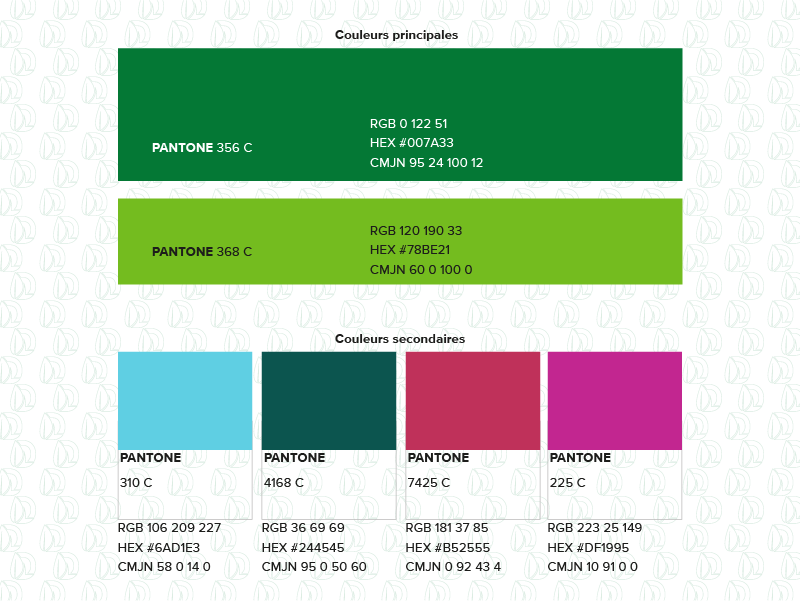 Couleurs principales
PANTONE 356 C
RGB 0 122 51
HEX #007A33
CMJN 95 24 100 12
PANTONE 368 C
RGB 120 190 33
HEX #78BE21
CMJN 60 0 100 0
Couleurs secondaires
PANTONE
310 C
RGB 106 209 227
HEX #6AD1E3
CMJN 58 0 14 0
PANTONE
4168 C
RGB 36 69 69
HEX #244545
CMJN 95 0 50 60
PANTONE
7425 C
RGB 181 37 85
HEX #B52555
CMJN 0 92 43 4
PANTONE
225 C
RGB 223 25 149
HEX #DF1995
CMJN 10 91 0 0